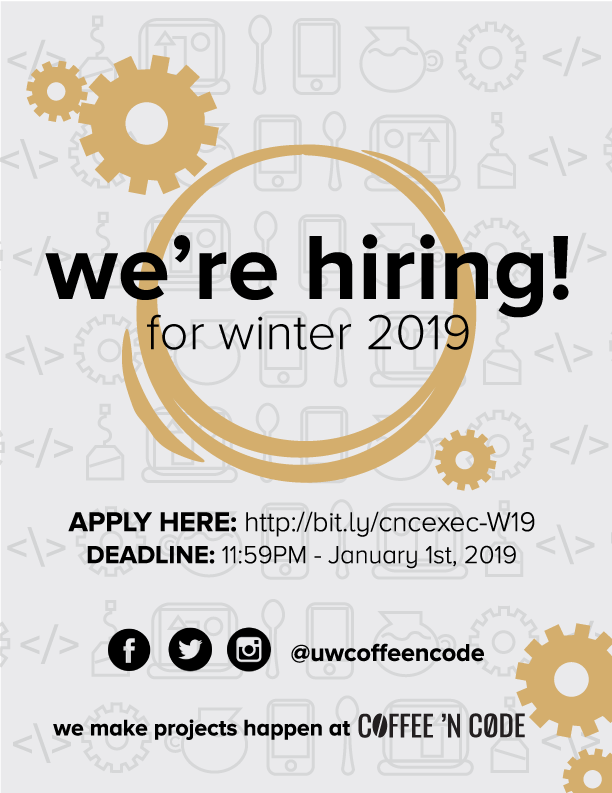 we're hiring!
for winter 2019
APPLY HERE: http://bit.ly/cncexec-W19
DEADLINE: 11:59PM - January 1st, 2019
@uwcoffeencode
we make projects happen at COFFEE 'N CØDE